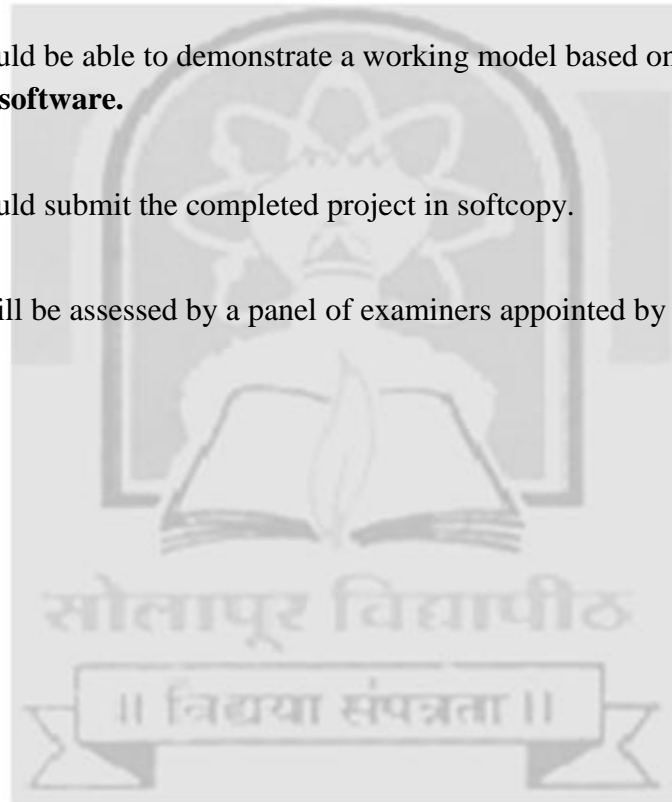 uld be able to demonstrate a working model based on
software.
uld submit the completed project in softcopy.
ill be assessed by a panel of examiners appointed by
सोलापूर विद्यापीठ
॥ विद्यया संपन्नता ॥